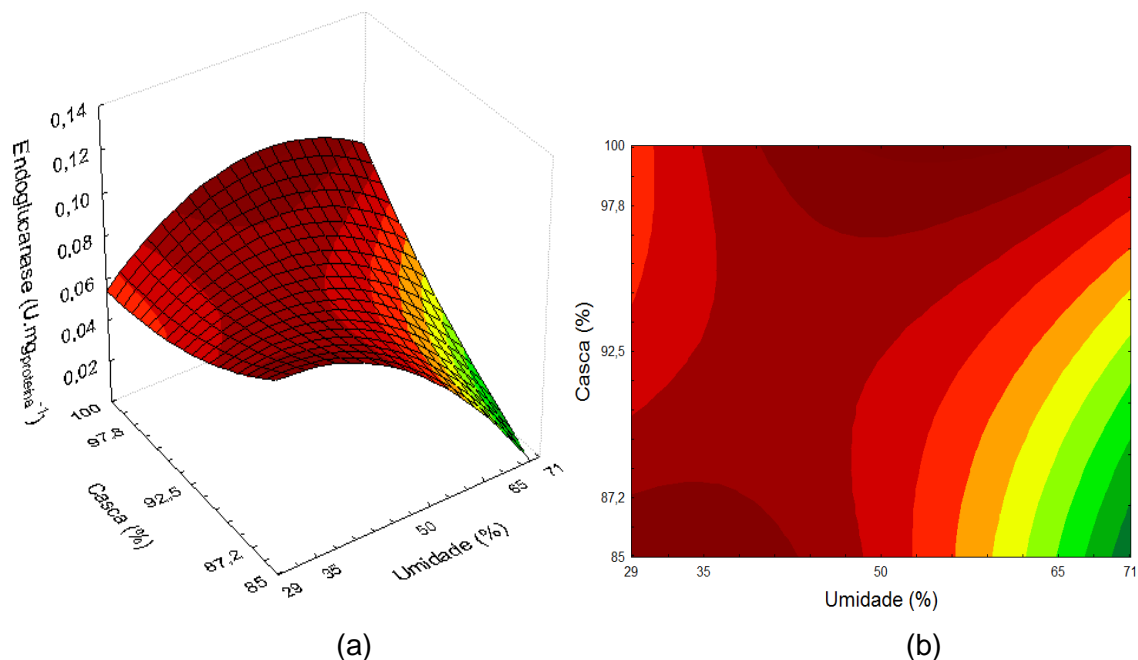 0,14
0,12
0,10
0,08
0,06
0,04
0,02
Endoglucanase (U.mgproteína-1)
100
97,8
92,5
87,2
85
Casca (%)
29
35
50
65
71
Umidade (%)
(a)
100
97,8
92,5
87,2
85
Casca (%)
29 35 50 65 71
Umidade (%)
(b)